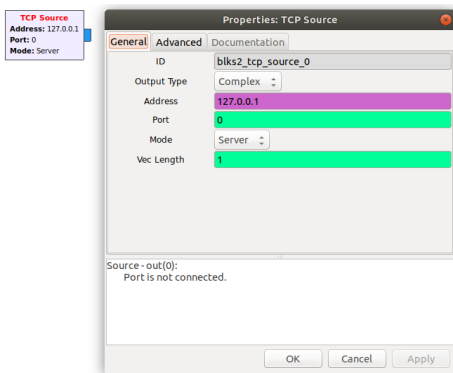 TCP Source
Address: 127.0.0.1
Port: 0
Mode: Server
Properties: TCP Source
General Advanced Documentation
ID blks2_tcp_source_0
Output Type Complex
Address 127.0.0.1
Port 0
Mode Server
Vec Length 1
Source - out(0):
Port is not connected.
OK Cancel Apply